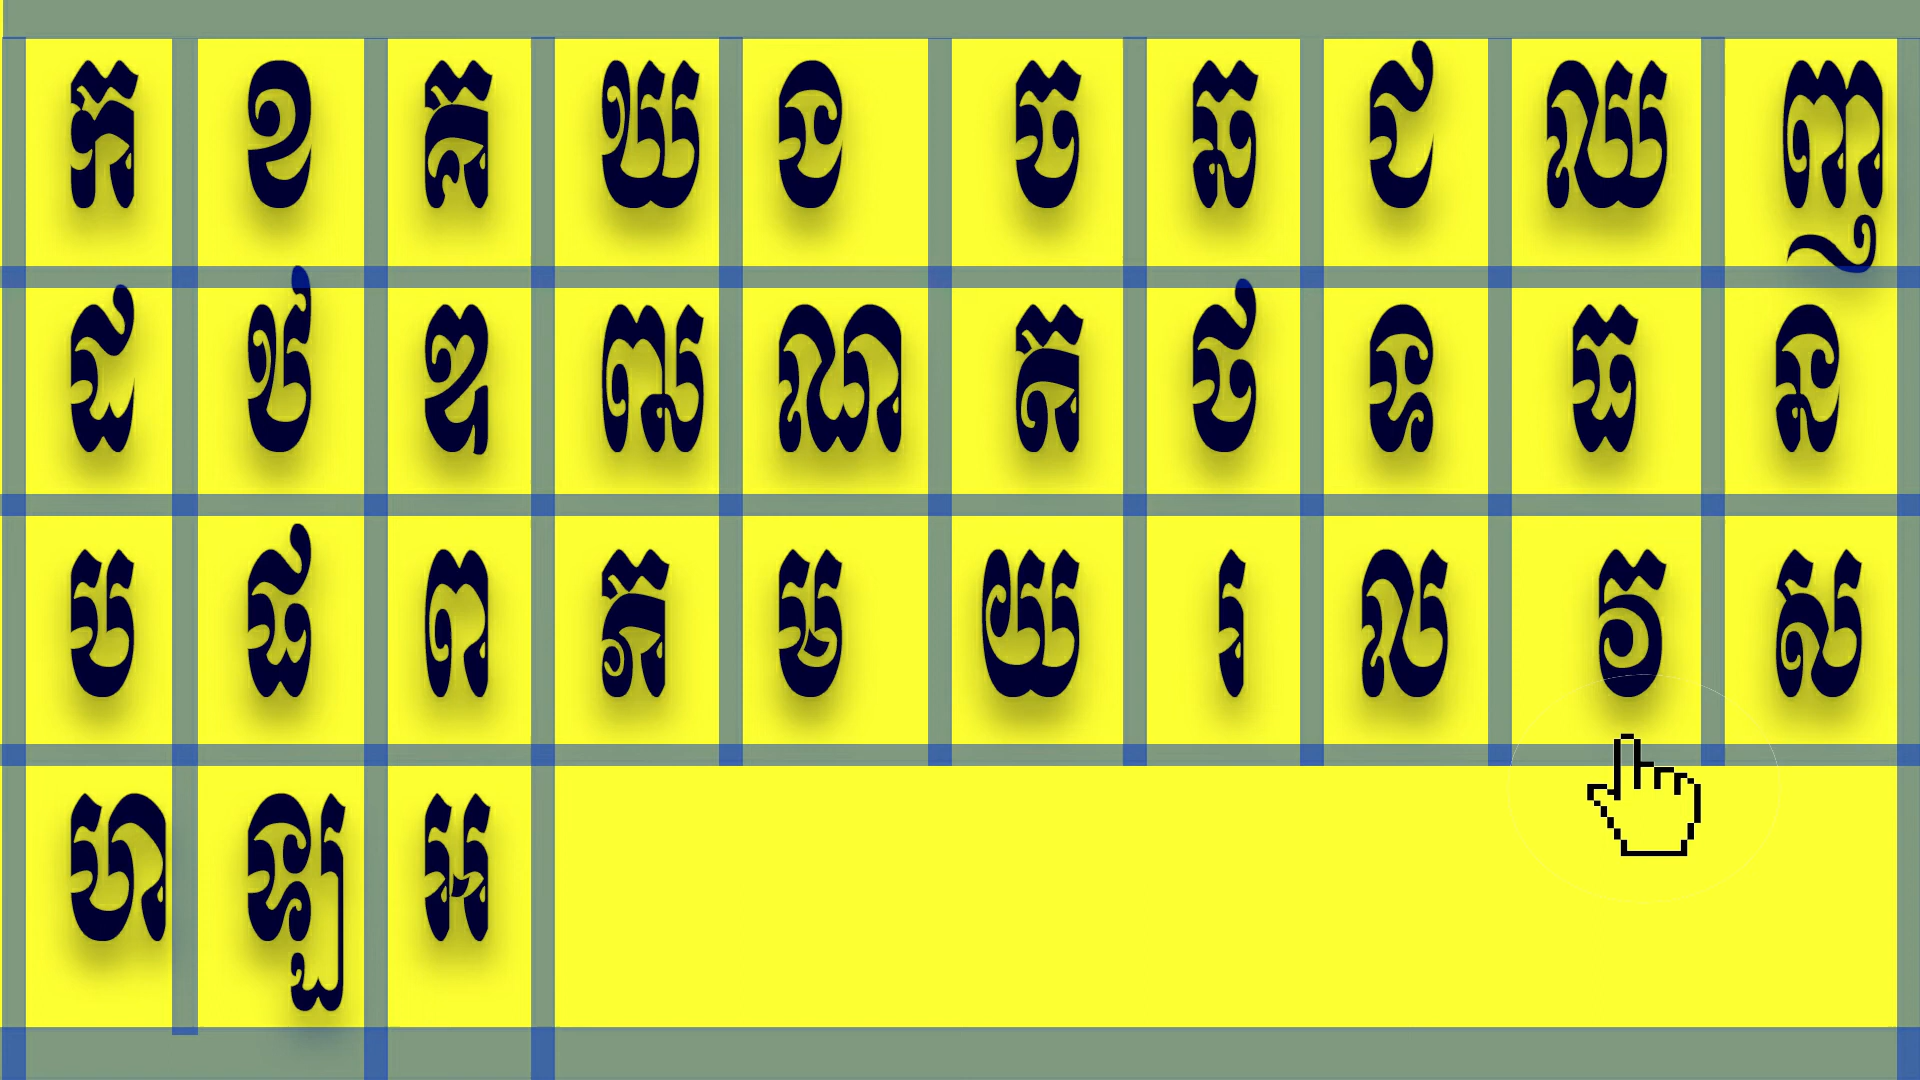 ក ខ គ ឃ ង ច ឆ ជ ឈ ញ
ដ ឋ ឌ ឍ ណ ត ថ ទ ធ ន
ប ផ ព ភ ម យ រ ល វ ស
ហ ឡ អ